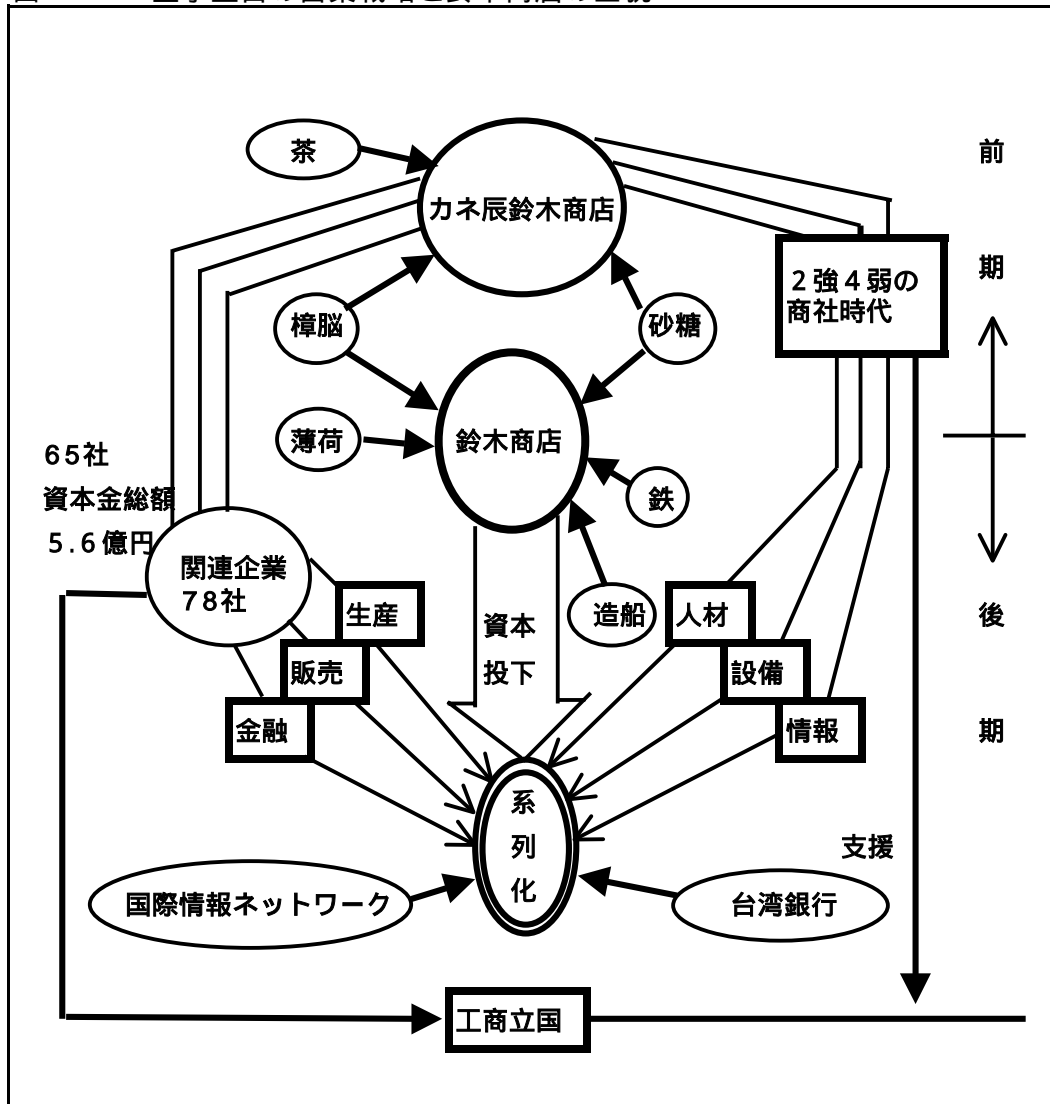 茶
カネ辰鈴木商店
前
期
2強4弱の
商社時代
樟脳
砂糖
薄荷
鈴木商店
鉄
65社
資本金総額
5.6億円
関連企業
78社
生産
販売
金融
資本
投下
造船
人材
設備
情報
後
期
系
列
化
支援
国際情報ネットワーク
台湾銀行
工商立国